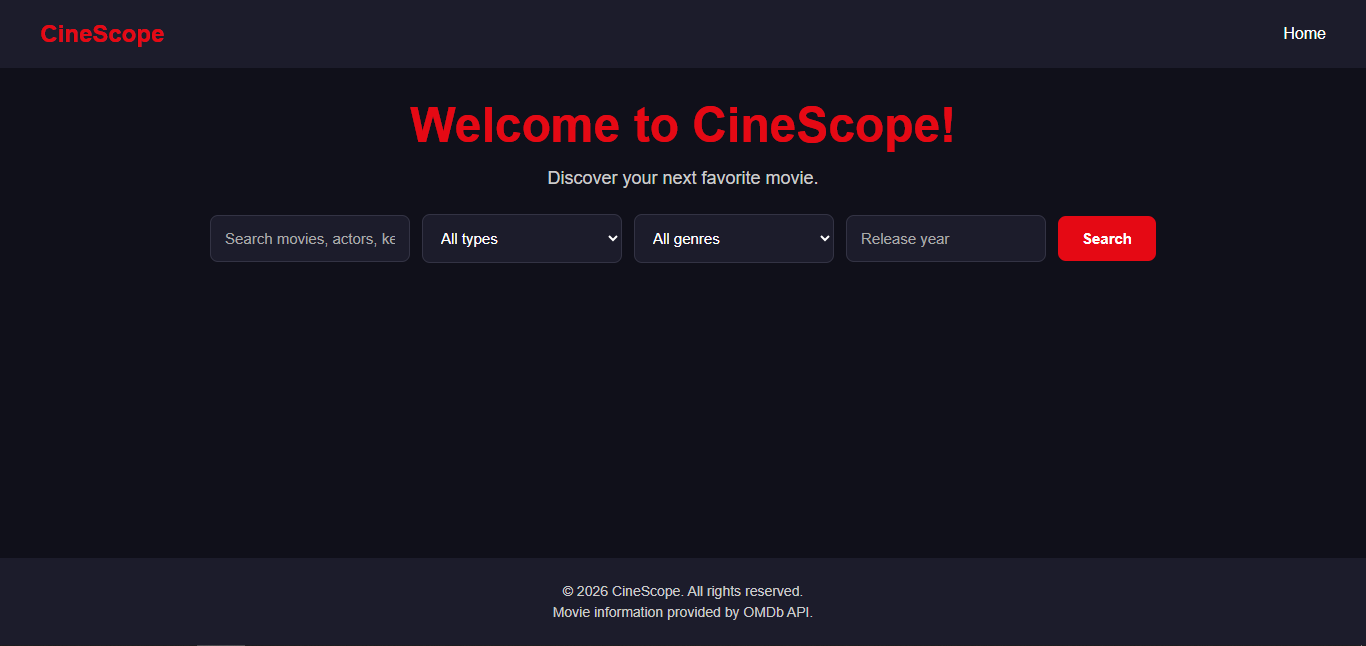 CineScope
Home
Welcome to CineScope!
Discover your next favorite movie.
Search movies, actors, ke
All types
All genres
Release year
Search
© 2026 CineScope. All rights reserved.
Movie information provided by OMDb API.